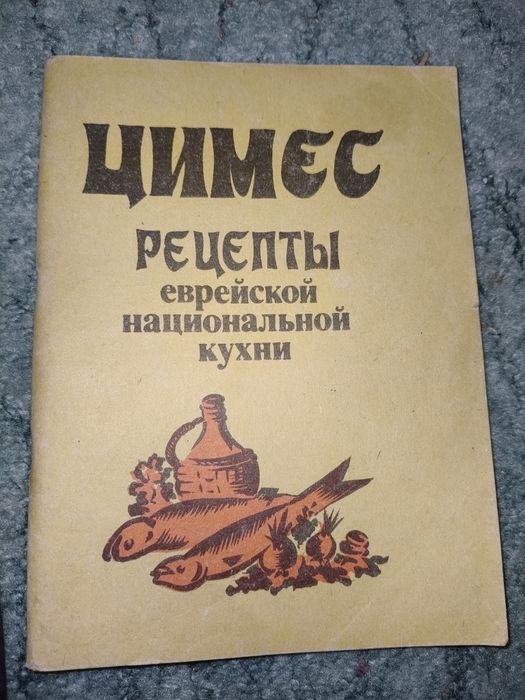 ЦИМЕС
РЕЦЕПТЫ
еврейской
национальной
кухни